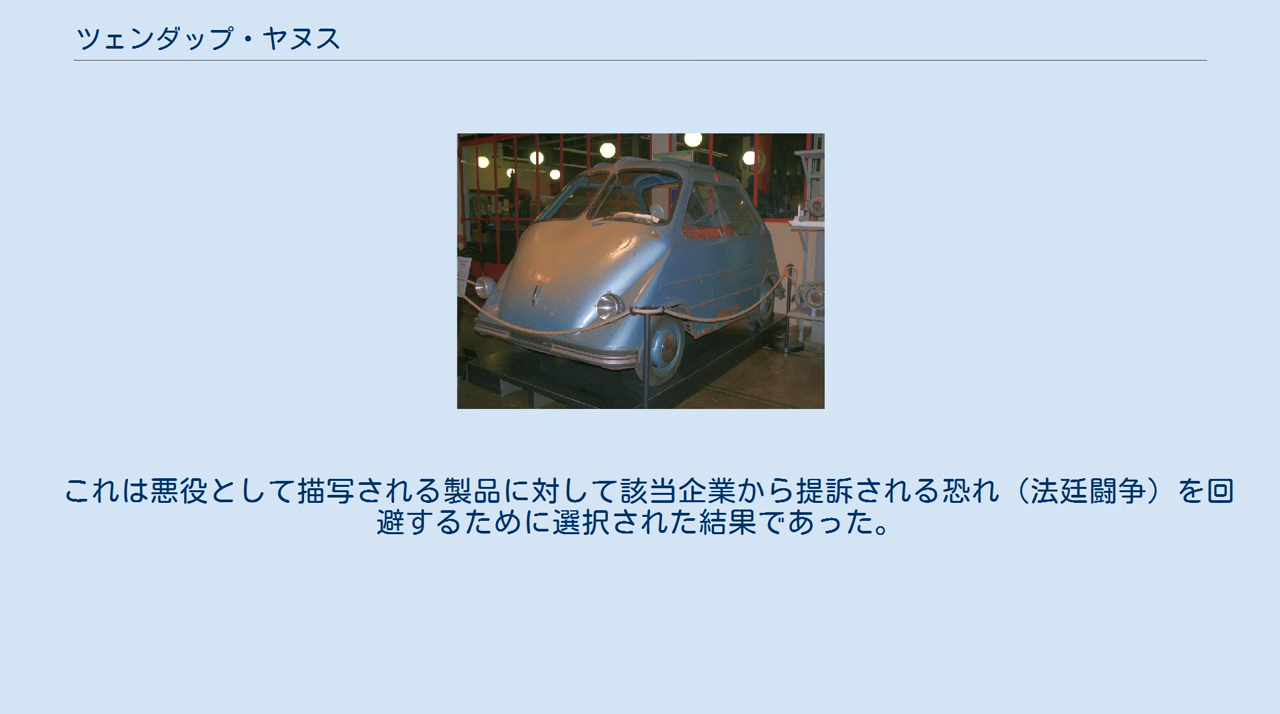 ツェンダップ・ヤヌス
これは悪役として描写される製品に対して該当企業から提訴される恐れ（法廷闘争）を回
避するために選択された結果であった。